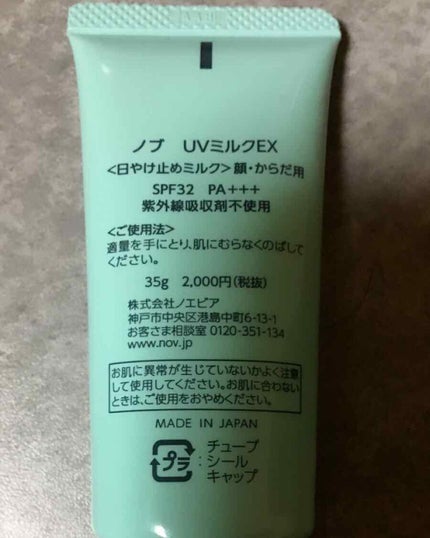 ノブ UVミルクEX
<日やけ止めミルク> 顔・からだ用
SPF32 PA+++
紫外線吸収剤不使用
<ご使用法>
適量を手にとり、肌にむらなくのばして
ください。
35g 2,000円(税抜)
株式会社ノエビア
神戸市中央区港島中町6-13-1
お客さま相談室 0120-351-134
www.nov.jp
お肌に異常が生じていないかよく注意
して使用してください。お肌に合わない
ときは、ご使用をおやめください。
MADE IN JAPAN
プラ
: チューブ
シール
キャップ